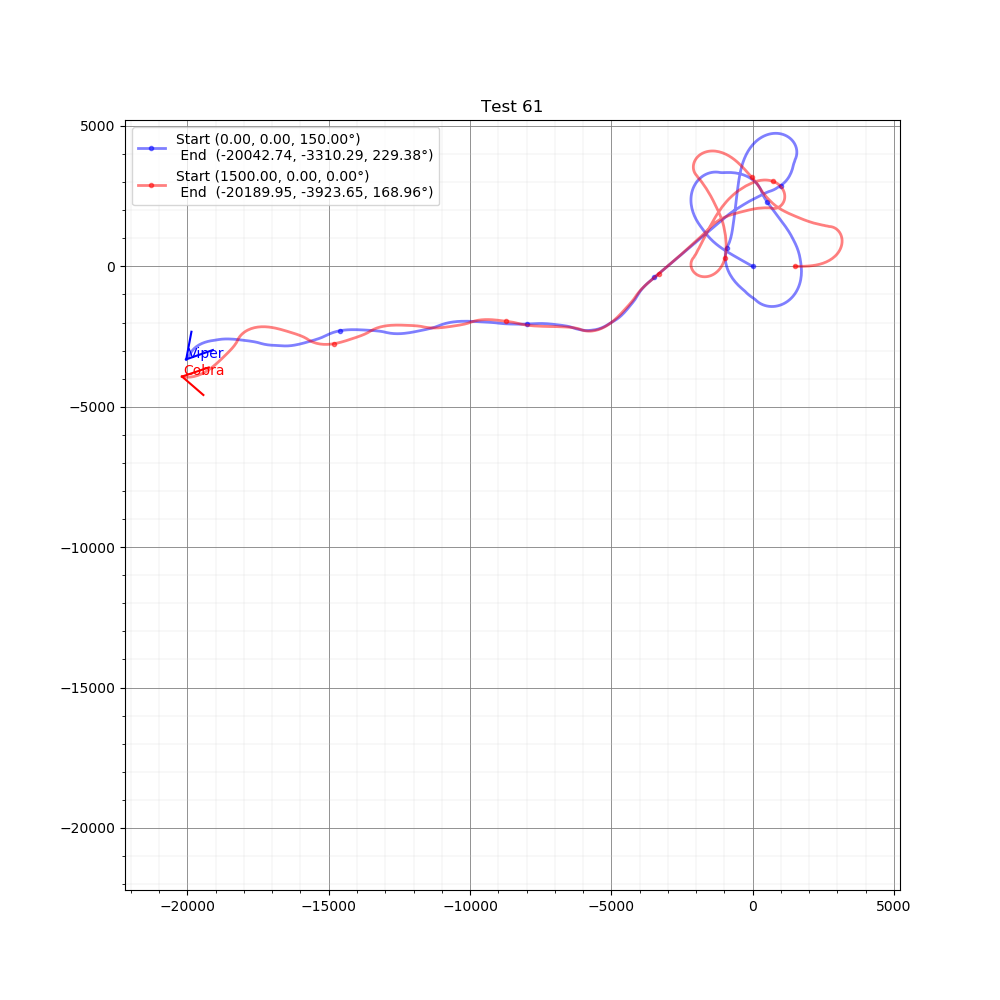 Test 61
Start (0.00, 0.00, 150.00°)
End (-20042.74, -3310.29, 229.38°)
Start (1500.00, 0.00, 0.00°)
End (-20189.95, -3923.65, 168.96°)
5000
0
−5000
−10000
−15000
−20000
Viper
Cobra
−20000 −15000 −10000 −5000 0 5000